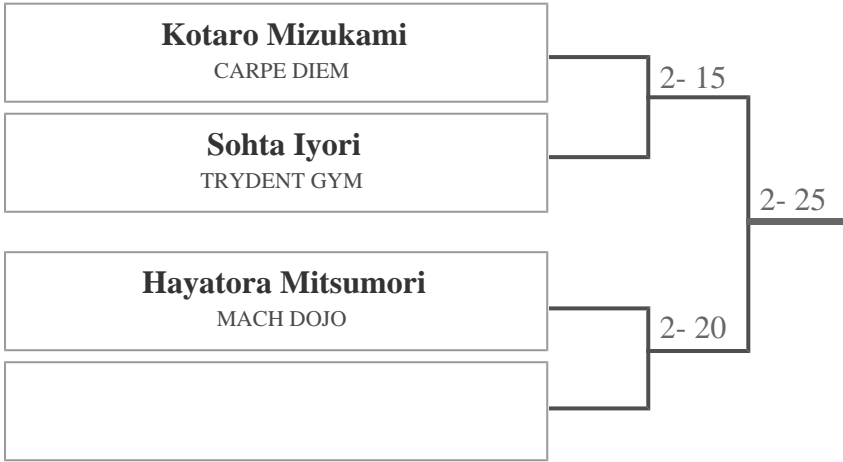 Kotaro Mizukami
CARPE DIEM
2- 15
Sohta Iyori
TRYDENT GYM
2- 25
Hayatora Mitsumori
MACH DOJO
2- 20